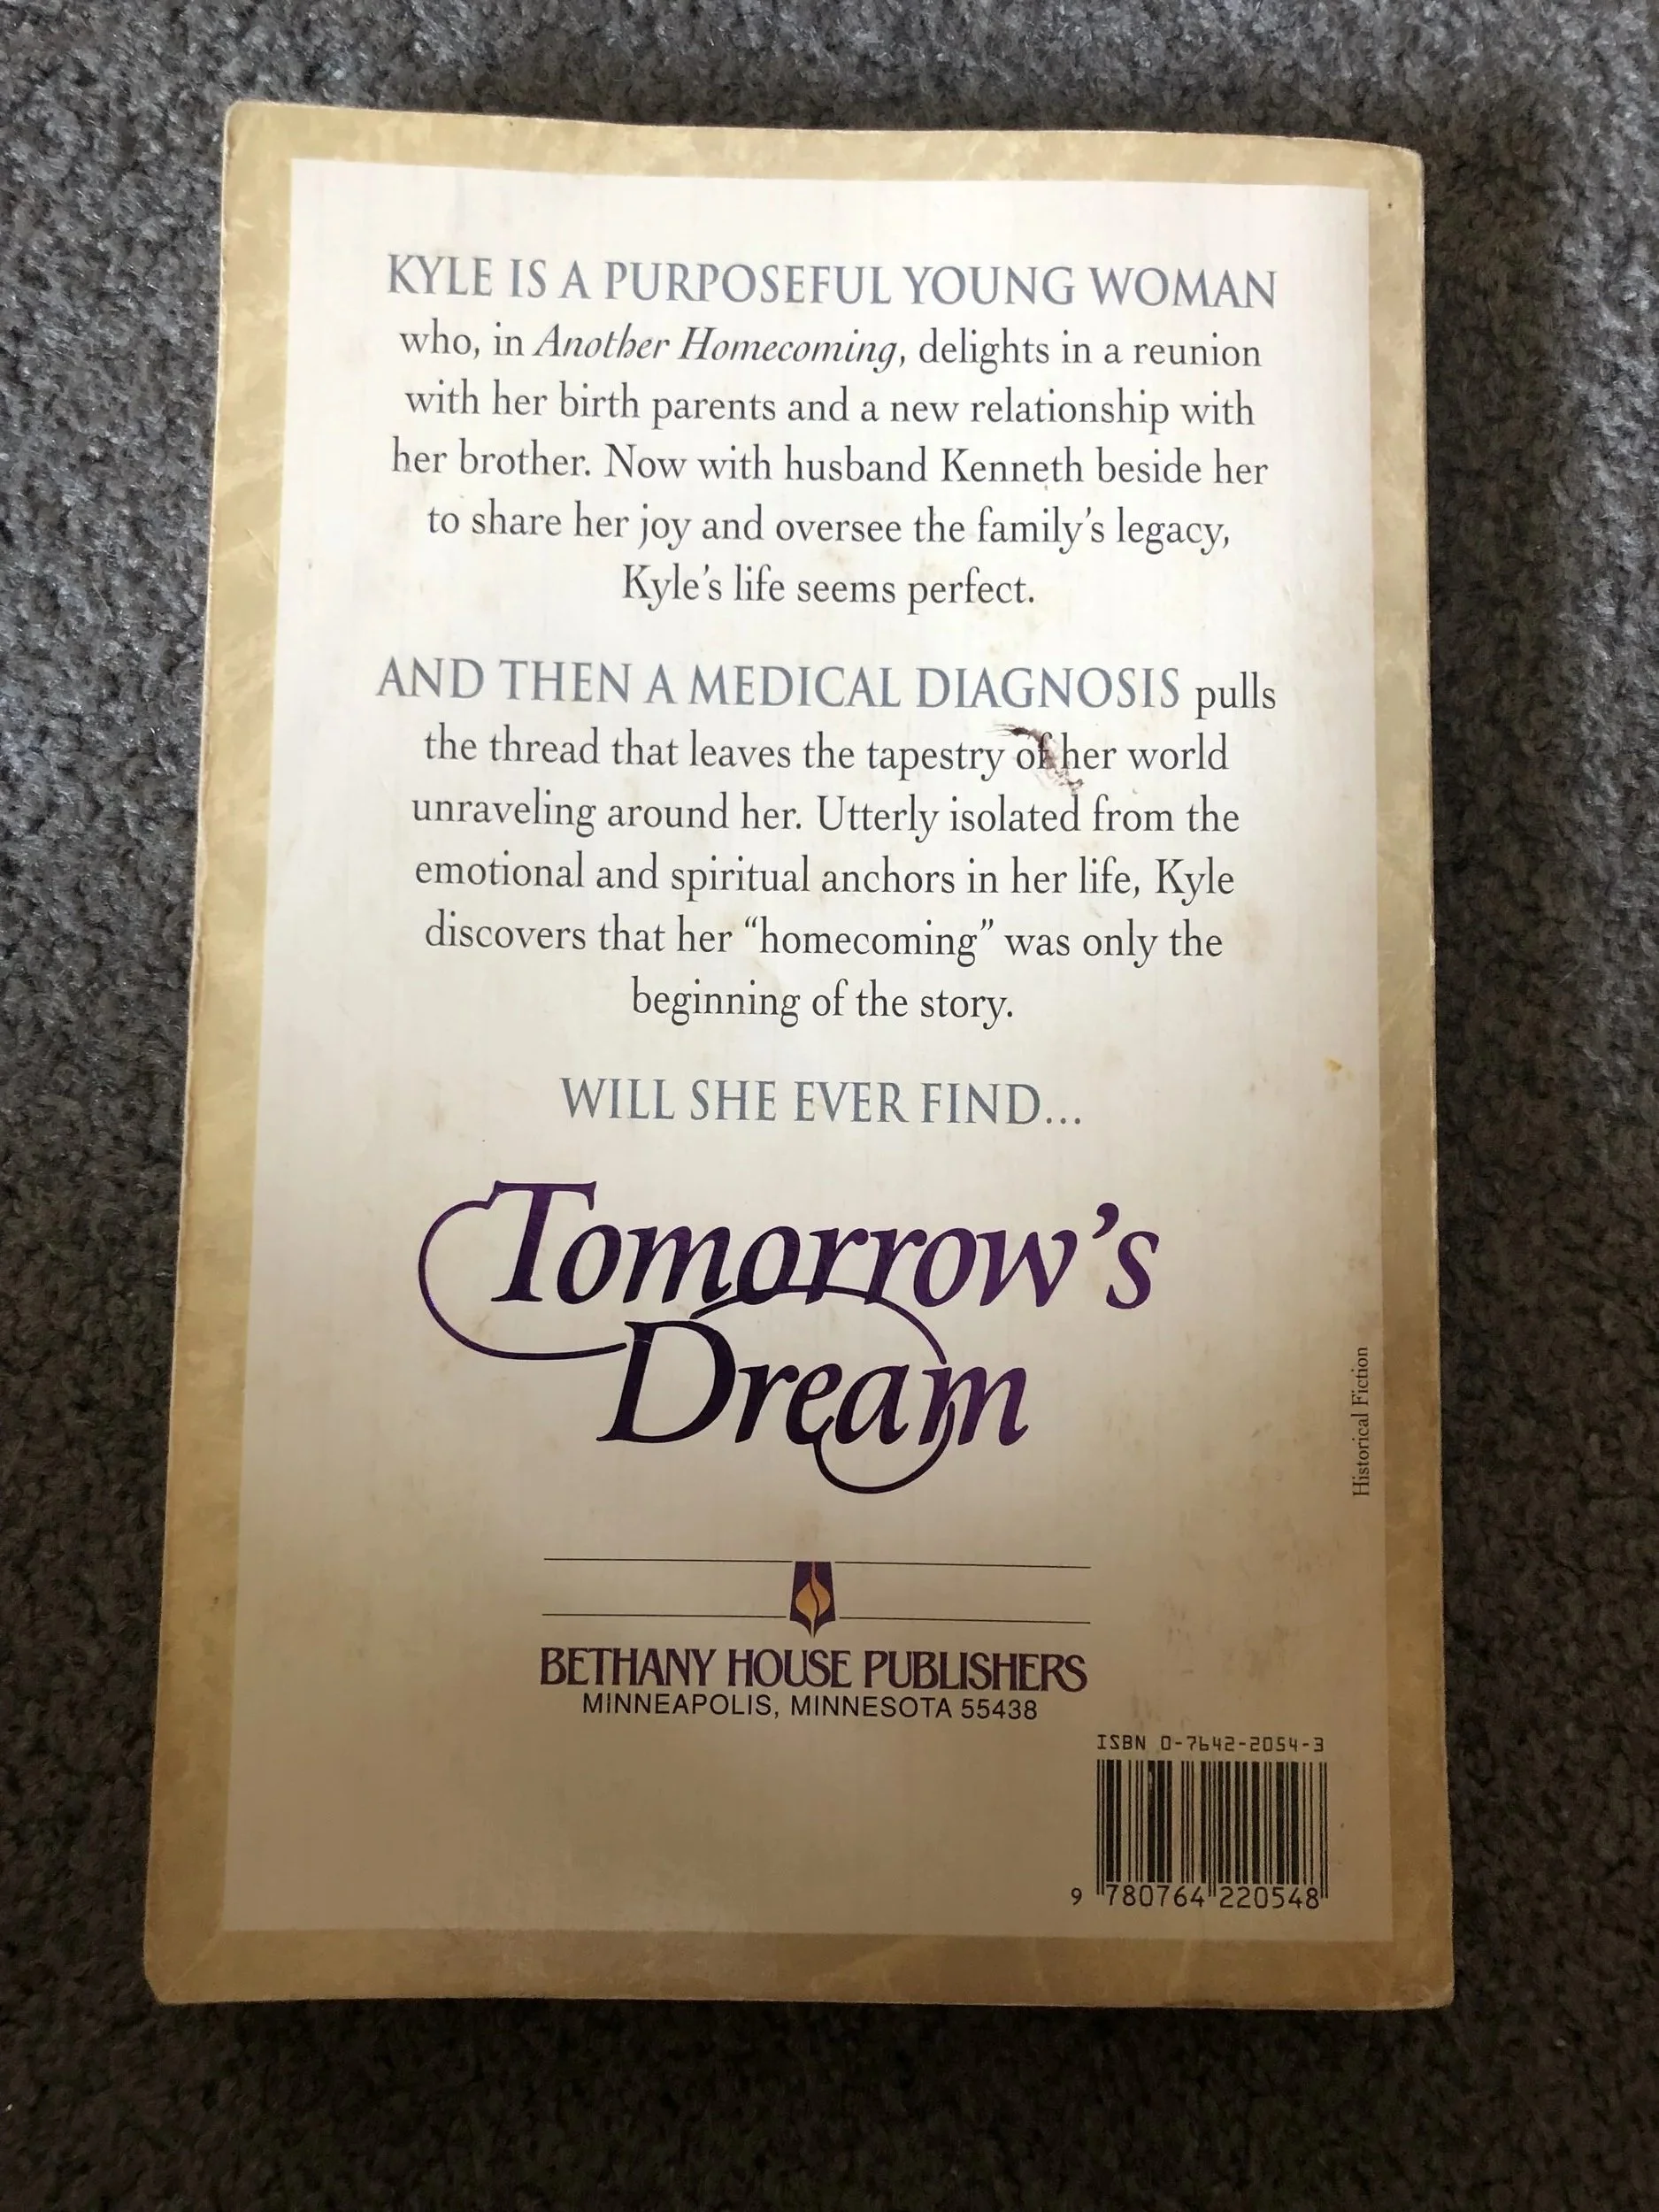 KYLE IS A PURPOSEFUL YOUNG WOMAN
who, in Another Homecoming, delights in a reunion
with her birth parents and a new relationship with
her brother. Now with husband Kenneth beside her
to share her joy and oversee the family's legacy,
Kyle's life seems perfect.
AND THEN A MEDICAL DIAGNOSIS pulls
the thread that leaves the tapestry of her world
unraveling around her. Utterly isolated from the
emotional and spiritual anchors in her life, Kyle
discovers that her “homecoming” was only the
beginning of the story.
WILL SHE EVER FIND...
Tomorrow's
Dream
Historical Fiction
BETHANY HOUSE PUBLISHERS
MINNEAPOLIS, MINNESOTA 55438
ISBN 0-7642-2054-3
9 780764 220548